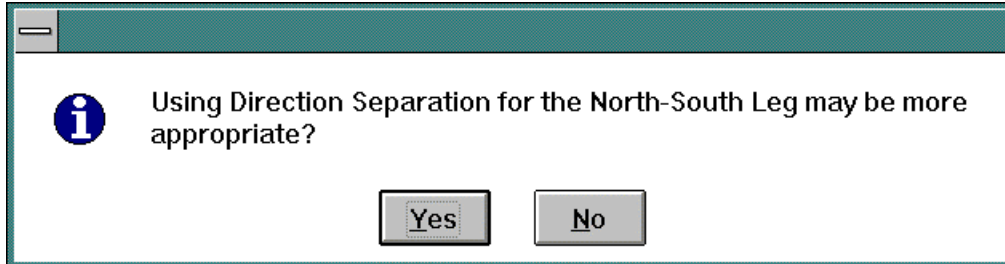 Using Direction Separation for the North-South Leg may be more
appropriate?
Yes No